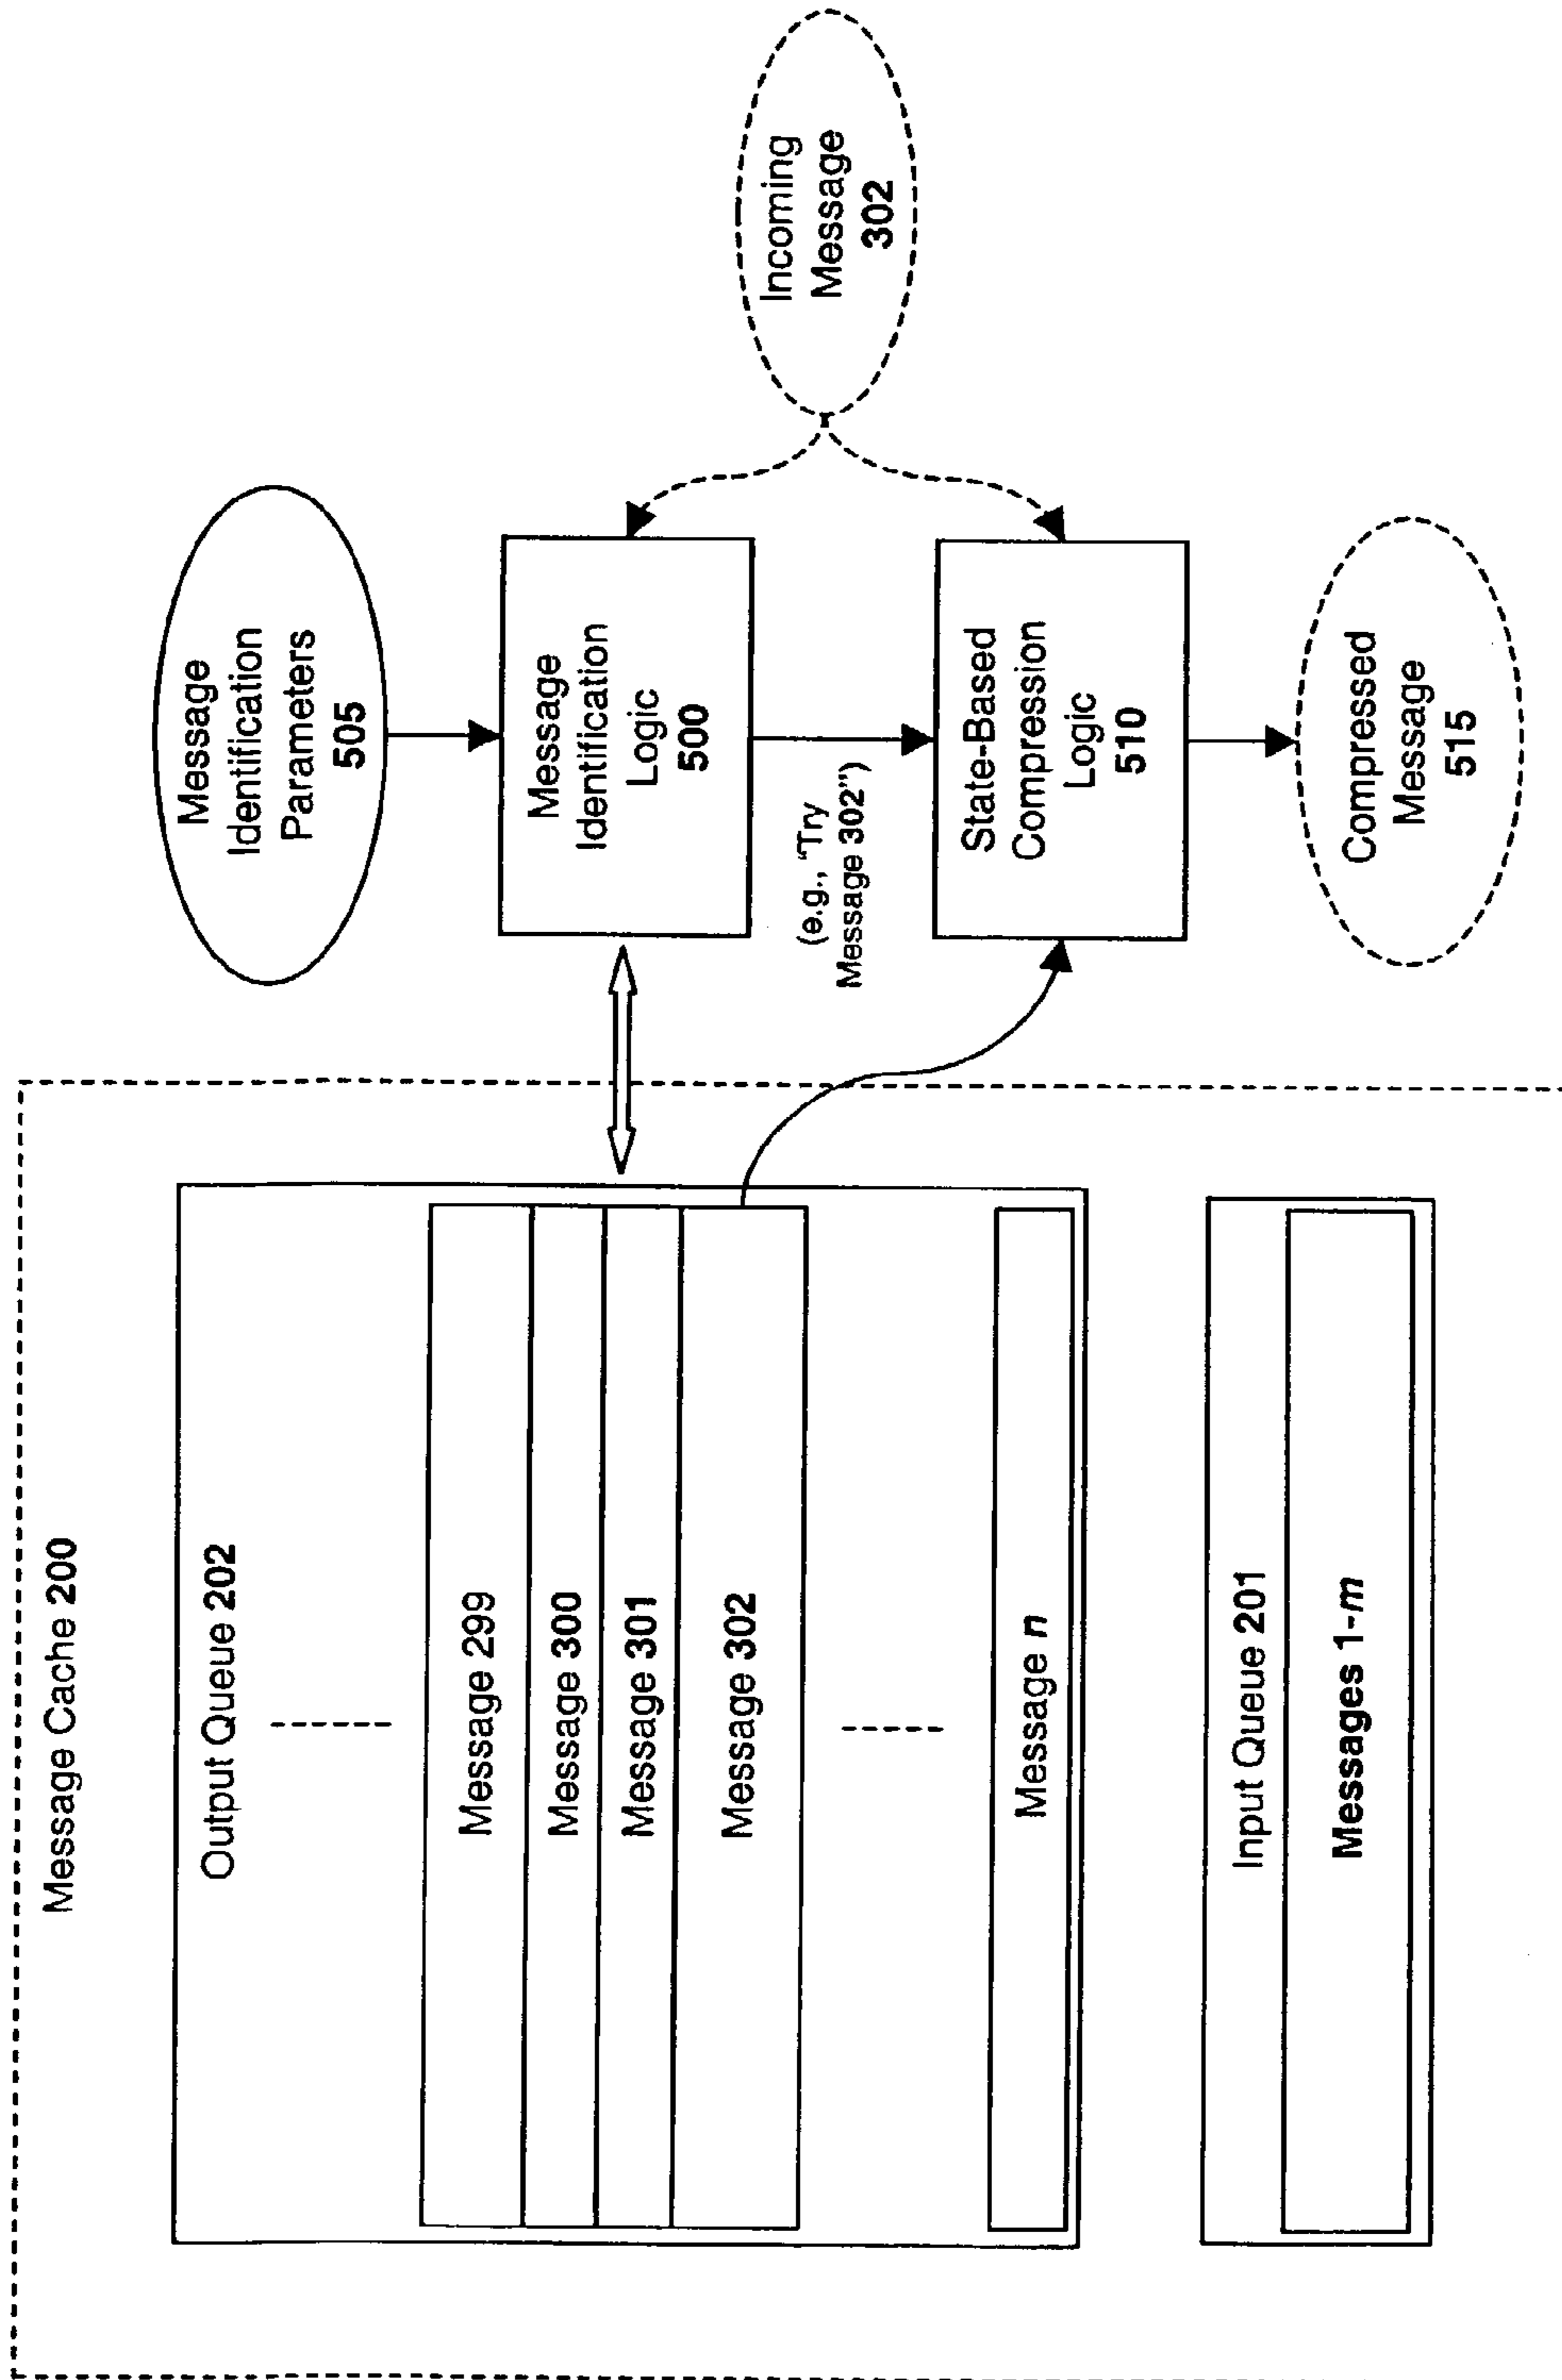 Message Cache 200
Output Queue 202
Message 299
Message 300
Message 301
Message 302
Message n
Input Queue 201
Messages 1-m
Message
Identification
Parameters
505
Message
Identification
Logic
500
(e.g., "Try
Message 302")
State-Based
Compression
Logic
510
Compressed
Message
515
Incoming
Message
302